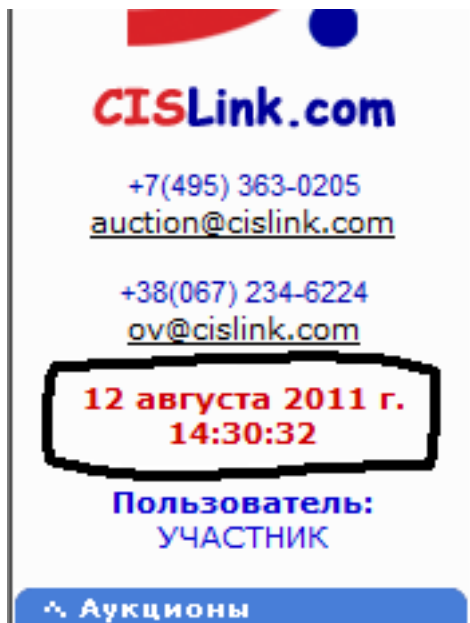 CISLink.com
+7(495) 363-0205
auction@cislink.com
+38(067) 234-6224
ov@cislink.com
12 августа 2011 г.
14:30:32
Пользователь:
УЧАСТНИК
Аукционы